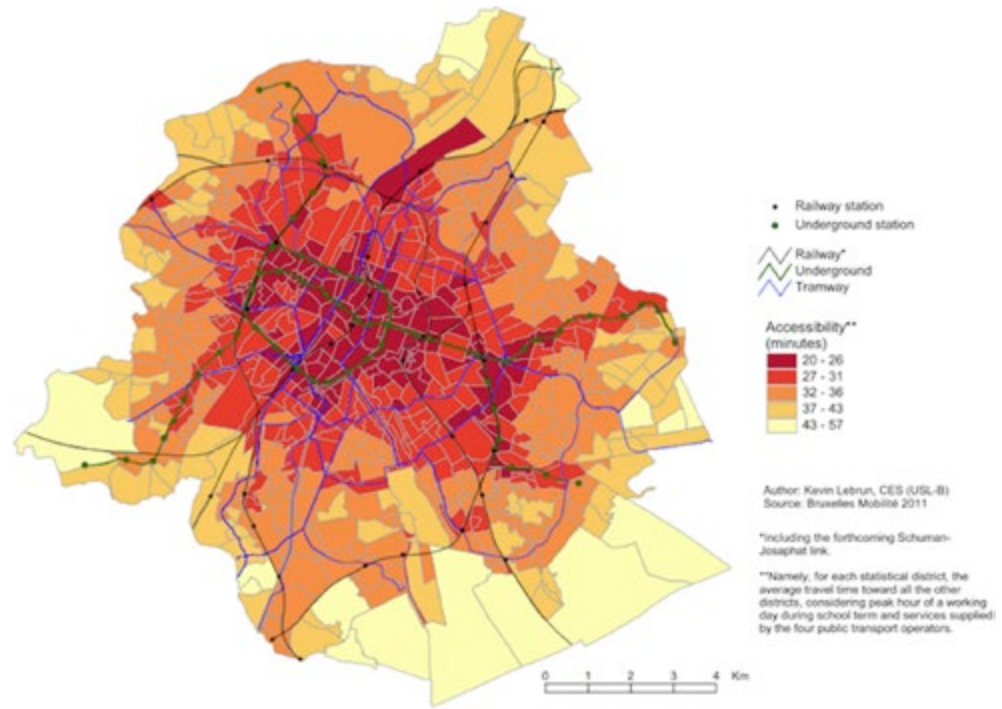 Railway station
Underground station
Railway*
Underground
Tramway
Accessibility**
(minutes)
20 - 26
27 - 31
32 - 36
37 - 43
43 - 57
Author: Kevin Lebrun, CES (USL-B)
Source: Bruxelles Mobilité 2011
*Including the forthcoming Schuman-
Josaphat link.
**Namely, for each statistical district, the
average travel time toward all the other
districts, considering peak hour of a working
day during school term and services supplied
by the four public transport operators.
0 1 2 3 4 Km